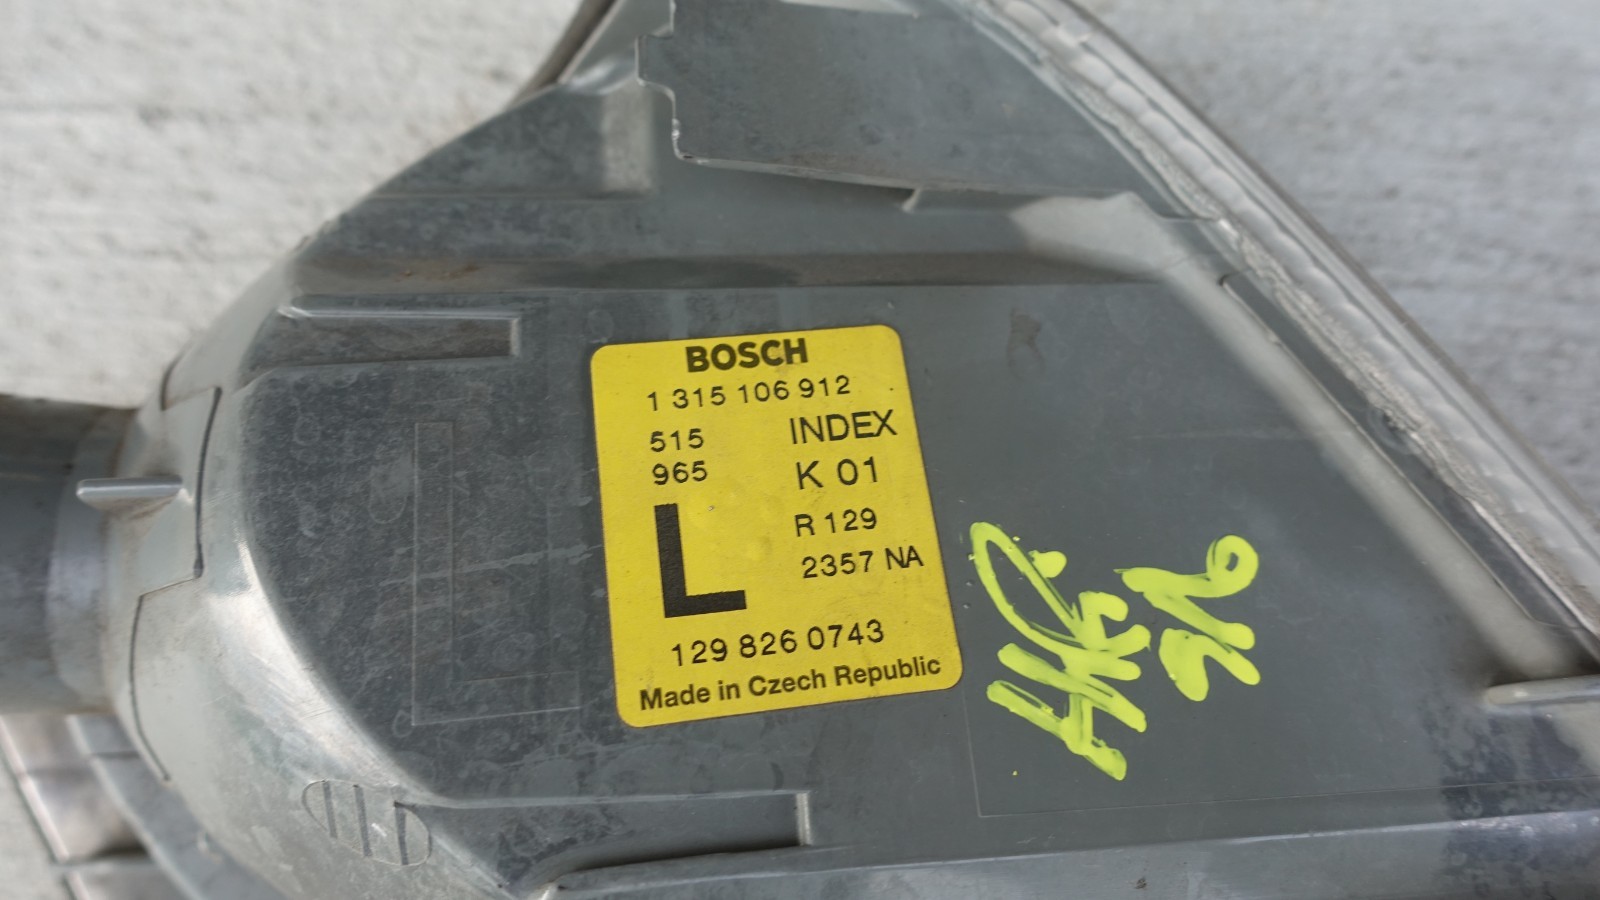 BOSCH
1 315 106 912
515 INDEX
965 K 01
L
R 129
2357 NA
129 826 0743
Made in Czech Republic